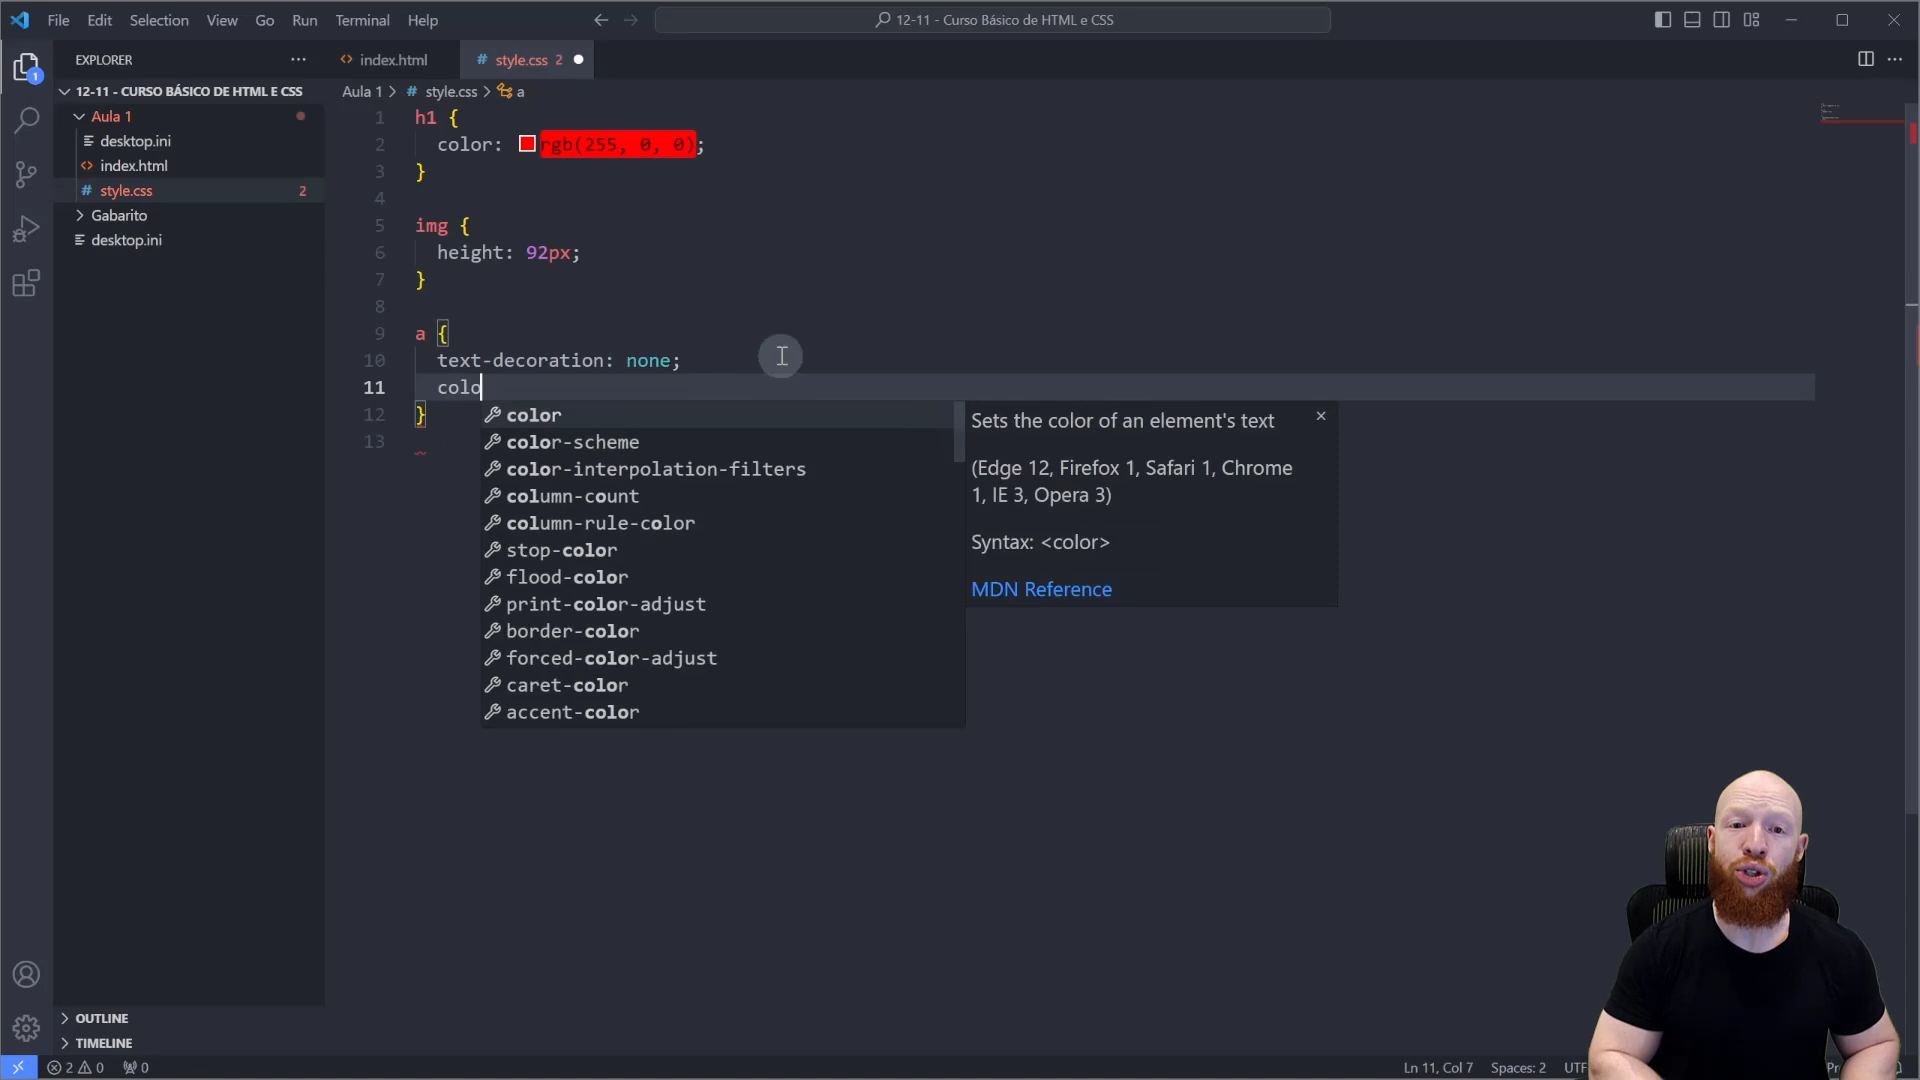 File Edit Selection View Go Run Terminal Help
12-11 - Curso Básico de HTML e CSS
EXPLORER
index.html
# style.css 2
1
12-11 - CURSO BÁSICO DE HTML E CSS
Aula 1
desktop.ini
index.html
# style.css 2
Gabarito
desktop.ini
OUTLINE
TIMELINE
Aula 1 > # style.css > a
1 h1 {
2 color: rgb(255, 0, 0);
3 }
4
5 img {
6 height: 92px;
7 }
8
9 a {
10 text-decoration: none;
11 colo
12 }
13
color
color-scheme
color-interpolation-filters
column-count
column-rule-color
stop-color
flood-color
print-color-adjust
border-color
forced-color-adjust
caret-color
accent-color
Sets the color of an element's text
(Edge 12, Firefox 1, Safari 1, Chrome
1, IE 3, Opera 3)
Syntax: <color>
MDN Reference
2 0 0
Ln 11, Col 7 Spaces: 2 UTF